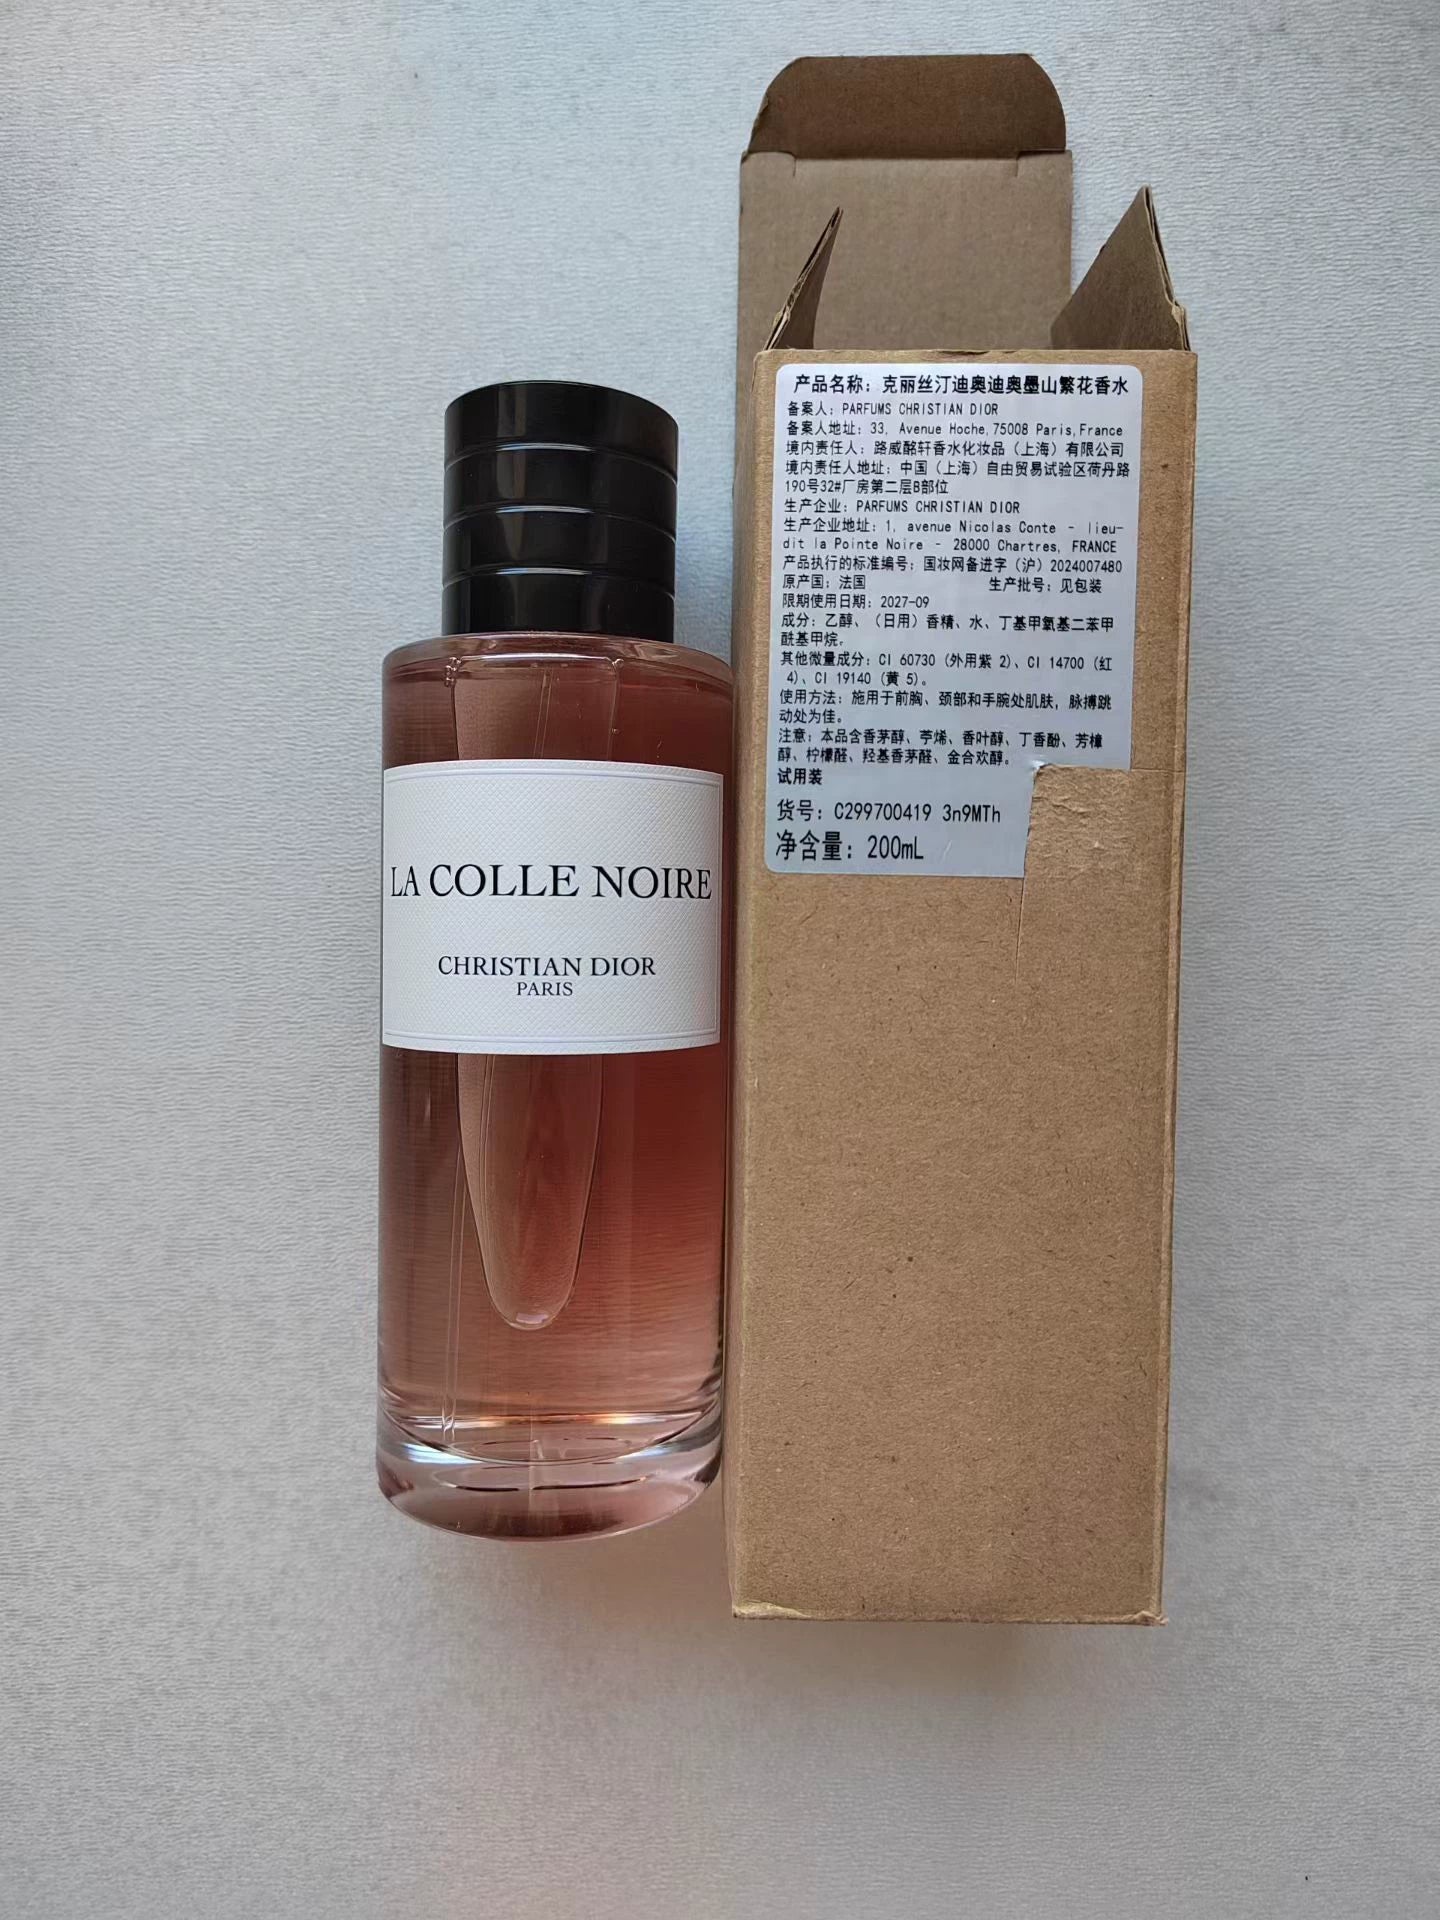 LA COLLE NOIRE
CHRISTIAN DIOR
PARIS
产品名称：克丽丝汀迪奥迪奥墨山繁花香水
备案人：PARFUMS CHRISTIAN DIOR
备案人地址：33, Avenue Hoche,75008 Paris,France
境内责任人：路威酩轩香水化妆品（上海）有限公司
境内责任人地址：中国（上海）自由贸易试验区荷丹路
190号32#厂房第二层B部位
生产企业：PARFUMS CHRISTIAN DIOR
生产企业地址：1, avenue Nicolas Conte - lieu-
dit la Pointe Noire - 28000 Chartres, FRANCE
产品执行的标准编号：国妆网备进字（沪）2024007480
原产国：法国 生产批号：见包装
限期使用日期：2027-09
成分：乙醇、（日用）香精、水、丁基甲氧基二苯甲
酰基甲烷。
其他微量成分：CI 60730 (外用紫 2)、CI 14700 (红
4)、CI 19140 (黄 5)。
使用方法：施用于前胸、颈部和手腕处肌肤，脉搏跳
动处为佳。
注意：本品含香茅醇、苧烯、香叶醇、丁香酚、芳樟
醇、柠檬醛、羟基香茅醛、金合欢醇。
试用装
货号：C299700419 3n9MTh
净含量：200mL